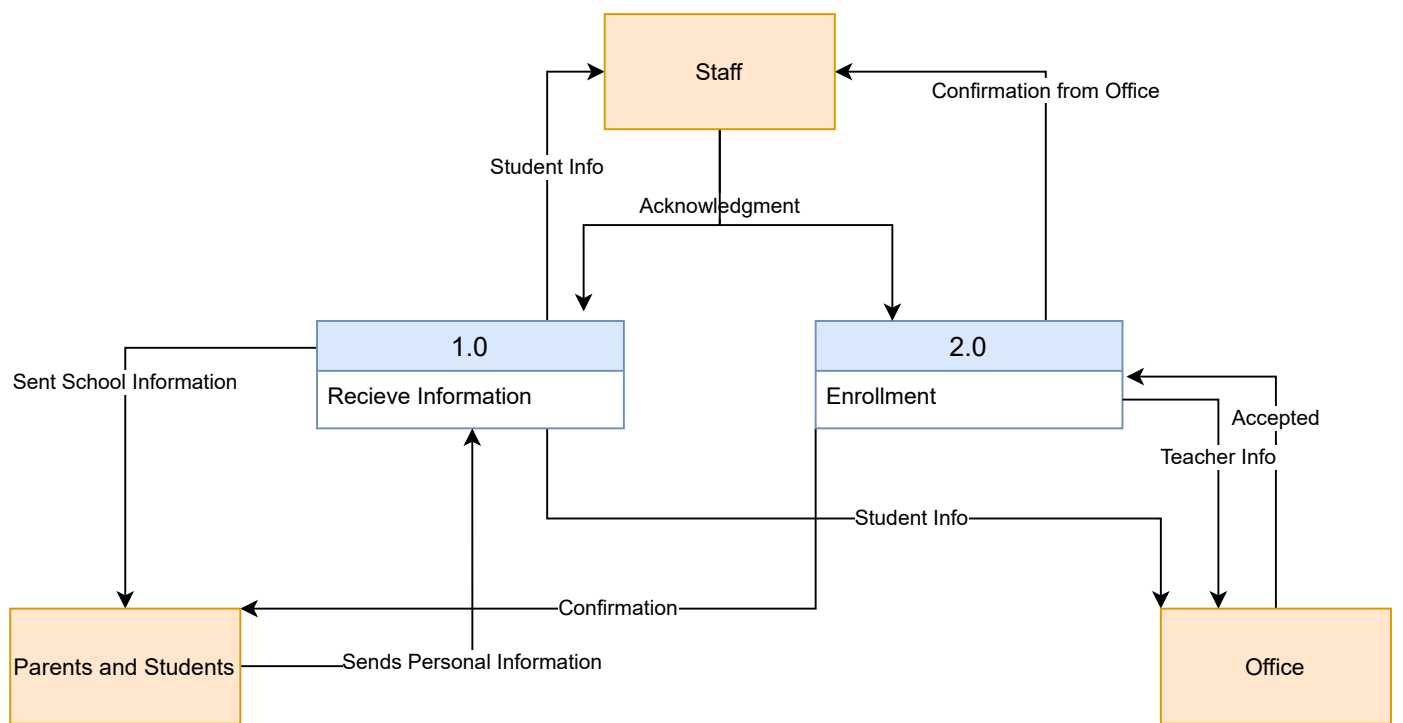 Staff
Confirmation from Office
Student Info
Acknowledgment
1.0
2.0
Sent School Information
Recieve Information
Enrollment
Accepted
Teacher Info
Student Info
Confirmation
Parents and Students
Sends Personal Information
Office